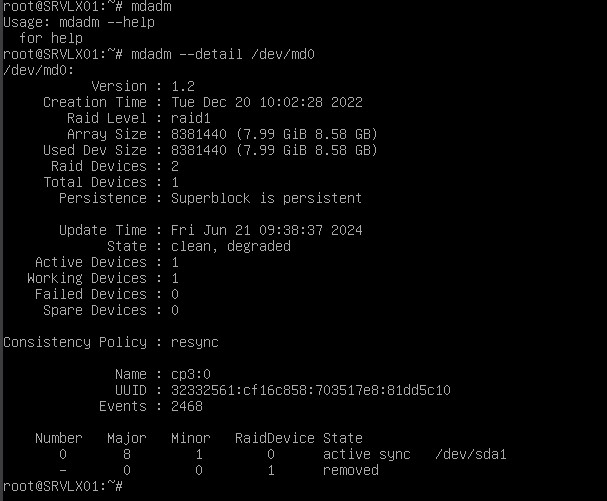 root@SRVLX01:~# mdadm
Usage: mdadm --help
  for help
root@SRVLX01:~# mdadm --detail /dev/md0
/dev/md0:
           Version : 1.2
     Creation Time : Tue Dec 20 10:02:28 2022
        Raid Level : raid1
        Array Size : 8381440 (7.99 GiB 8.58 GB)
     Used Dev Size : 8381440 (7.99 GiB 8.58 GB)
      Raid Devices : 2
     Total Devices : 1
       Persistence : Superblock is persistent

       Update Time : Fri Jun 21 09:38:37 2024
             State : clean, degraded
    Active Devices : 1
   Working Devices : 1
    Failed Devices : 0
     Spare Devices : 0

Consistency Policy : resync

              Name : cp3:0
              UUID : 32332561:cf16c858:703517e8:81dd5c10
            Events : 2468

    Number   Major   Minor   RaidDevice State
       0       8        1        0      active sync   /dev/sda1
       -       0        0        1      removed
root@SRVLX01:~#